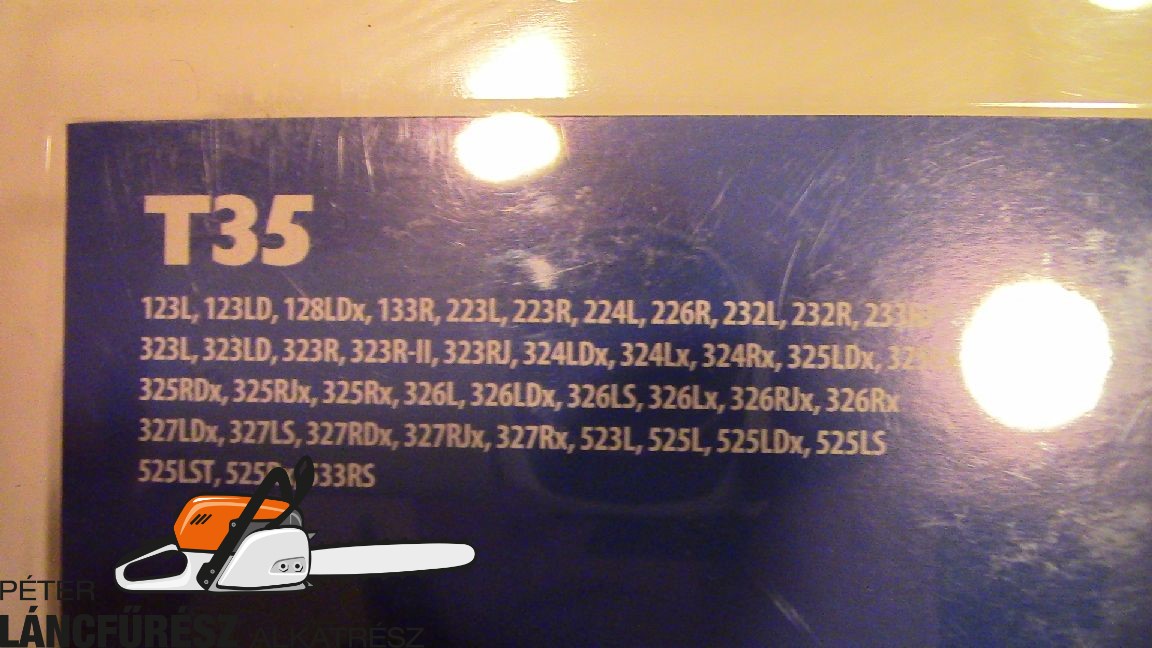 T35
123L, 123LD, 128LDx, 133R, 223L, 223R, 224L, 226R, 232L, 232R,
323L, 323LD, 323R, 323R-II, 323RJ, 324LDx, 324Lx, 324Rx, 325LDx,
325RDx, 325RJx, 325Rx, 326L, 326LDx, 326LS, 326Lx, 326RJx, 326Rx
327LDx, 327LS, 327RDx, 327RJx, 327Rx, 523L, 525L, 525LDx, 525LS
525LST,
PÉTER
LÁNCFŰRÉSZ ALKATRÉSZ